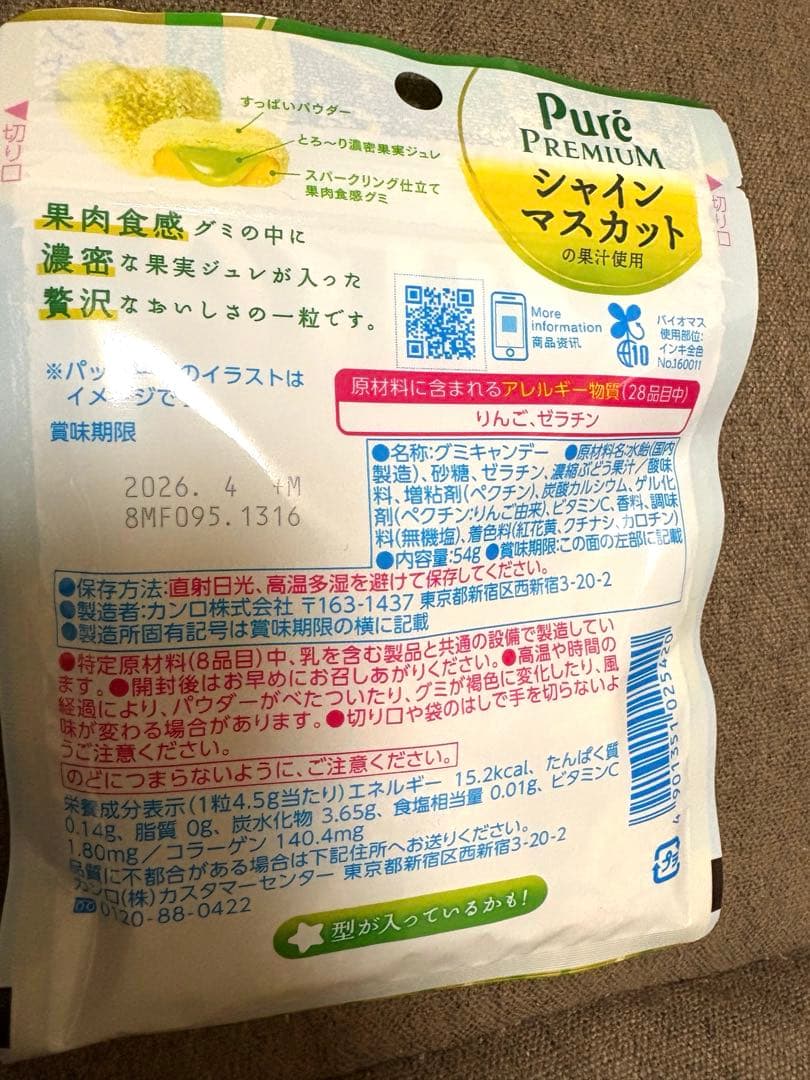 すっぱいパウダー
とろ〜り濃密果実ジュレ
スパークリング仕立て
果肉食感グミ
Puré
PREMIUM
シャイン
マスカット
の果汁使用
切り口
切り口
果肉食感グミの中に
濃密な果実ジュレが入った
贅沢なおいしさの一粒です。
More
information
商品资讯
バイオマス
使用部位:
インキ全色
No.160011
10
※パッ のイラストは
イメージで
賞味期限
2026. 4 +M
8MF095.1316
原材料に含まれるアレルギー物質(28品目中)
りんご、ゼラチン
●名称:グミキャンデー ●原材料名:水飴(国内
製造)、砂糖、ゼラチン、濃縮ぶどう果汁/酸味
料、増粘剤(ペクチン)、炭酸カルシウム、ゲル化
剤(ペクチン:りんご由来)、ビタミンC、香料、調味
料(無機塩)、着色料(紅花黄、クチナシ、カロチン)
●内容量:54g ●賞味期限:この面の左部に記載
●保存方法:直射日光、高温多湿を避けて保存してください。
●製造者:カンロ株式会社 〒163-1437 東京都新宿区西新宿3-20-2
●製造所固有記号は賞味期限の横に記載
●特定原材料(8品目)中、乳を含む製品と共通の設備で製造してい
ます。●開封後はお早めにお召しあがりください。●高温や時間の
経過により、パウダーがべたついたり、グミが褐色に変化したり、風
味が変わる場合があります。●切り口や袋のはしで手を切らないよ
うご注意ください。
のどにつまらないように、ご注意ください。
栄養成分表示(1粒4.5g当たり)エネルギー 15.2kcal、たんぱく質
0.14g、脂質 0g、炭水化物 3.65g、食塩相当量 0.01g、ビタミンC
1.80mg/コラーゲン 140.4mg
品質に不都合がある場合は下記住所へお送りください。
カンロ(株)カスタマーセンター 東京都新宿区西新宿3-20-2
0120-88-0422
4 901351 025420
プラ
型が入っているかも!